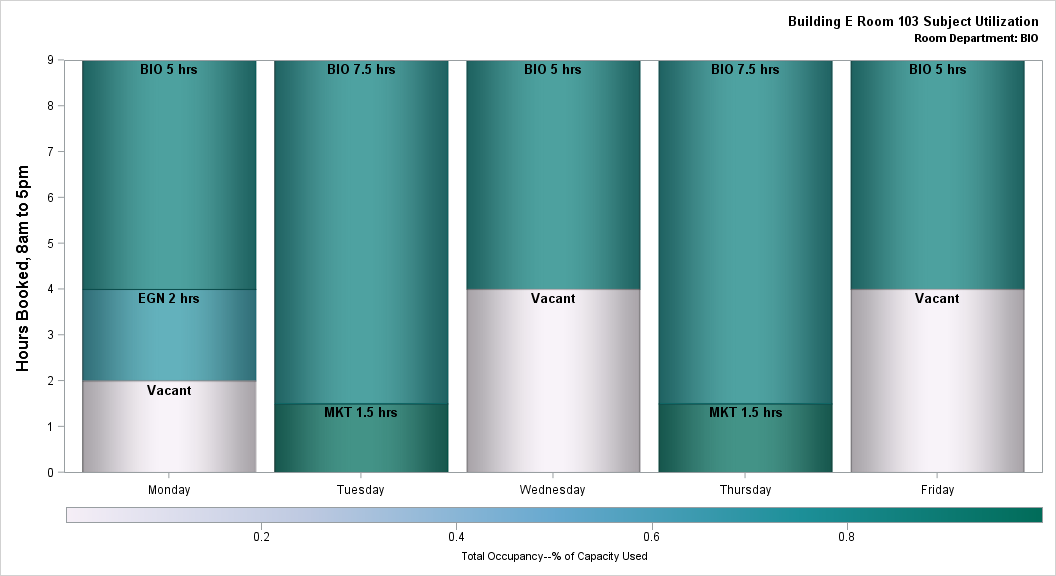 Building E Room 103 Subject Utilization
Room Department: BIO
Hours Booked, 8am to 5pm
9
8
7
6
5
4
3
2
1
0
BIO 5 hrs
EGN 2 hrs
Vacant
BIO 7.5 hrs
MKT 1.5 hrs
BIO 5 hrs
Vacant
BIO 7.5 hrs
MKT 1.5 hrs
BIO 5 hrs
Vacant
Monday Tuesday Wednesday Thursday Friday
0.2 0.4 0.6 0.8
Total Occupancy--% of Capacity Used